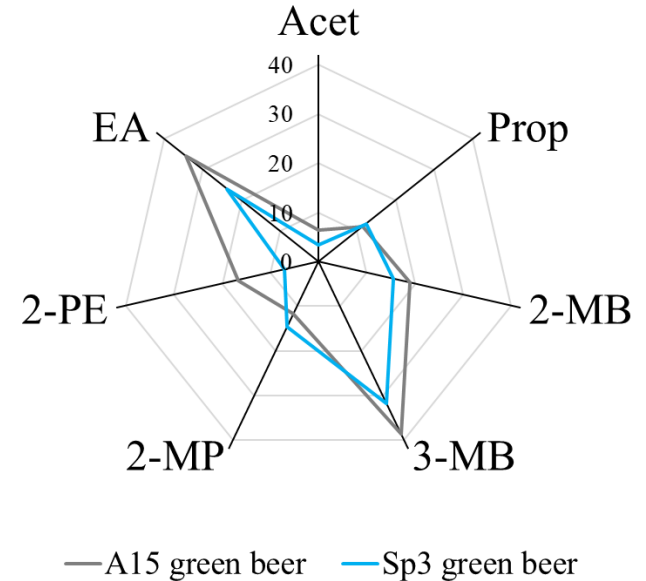 Acet
40
EA
30
Prop
20
10
0
2-PE
2-MB
2-MP
3-MB
A15 green beer
Sp3 green beer